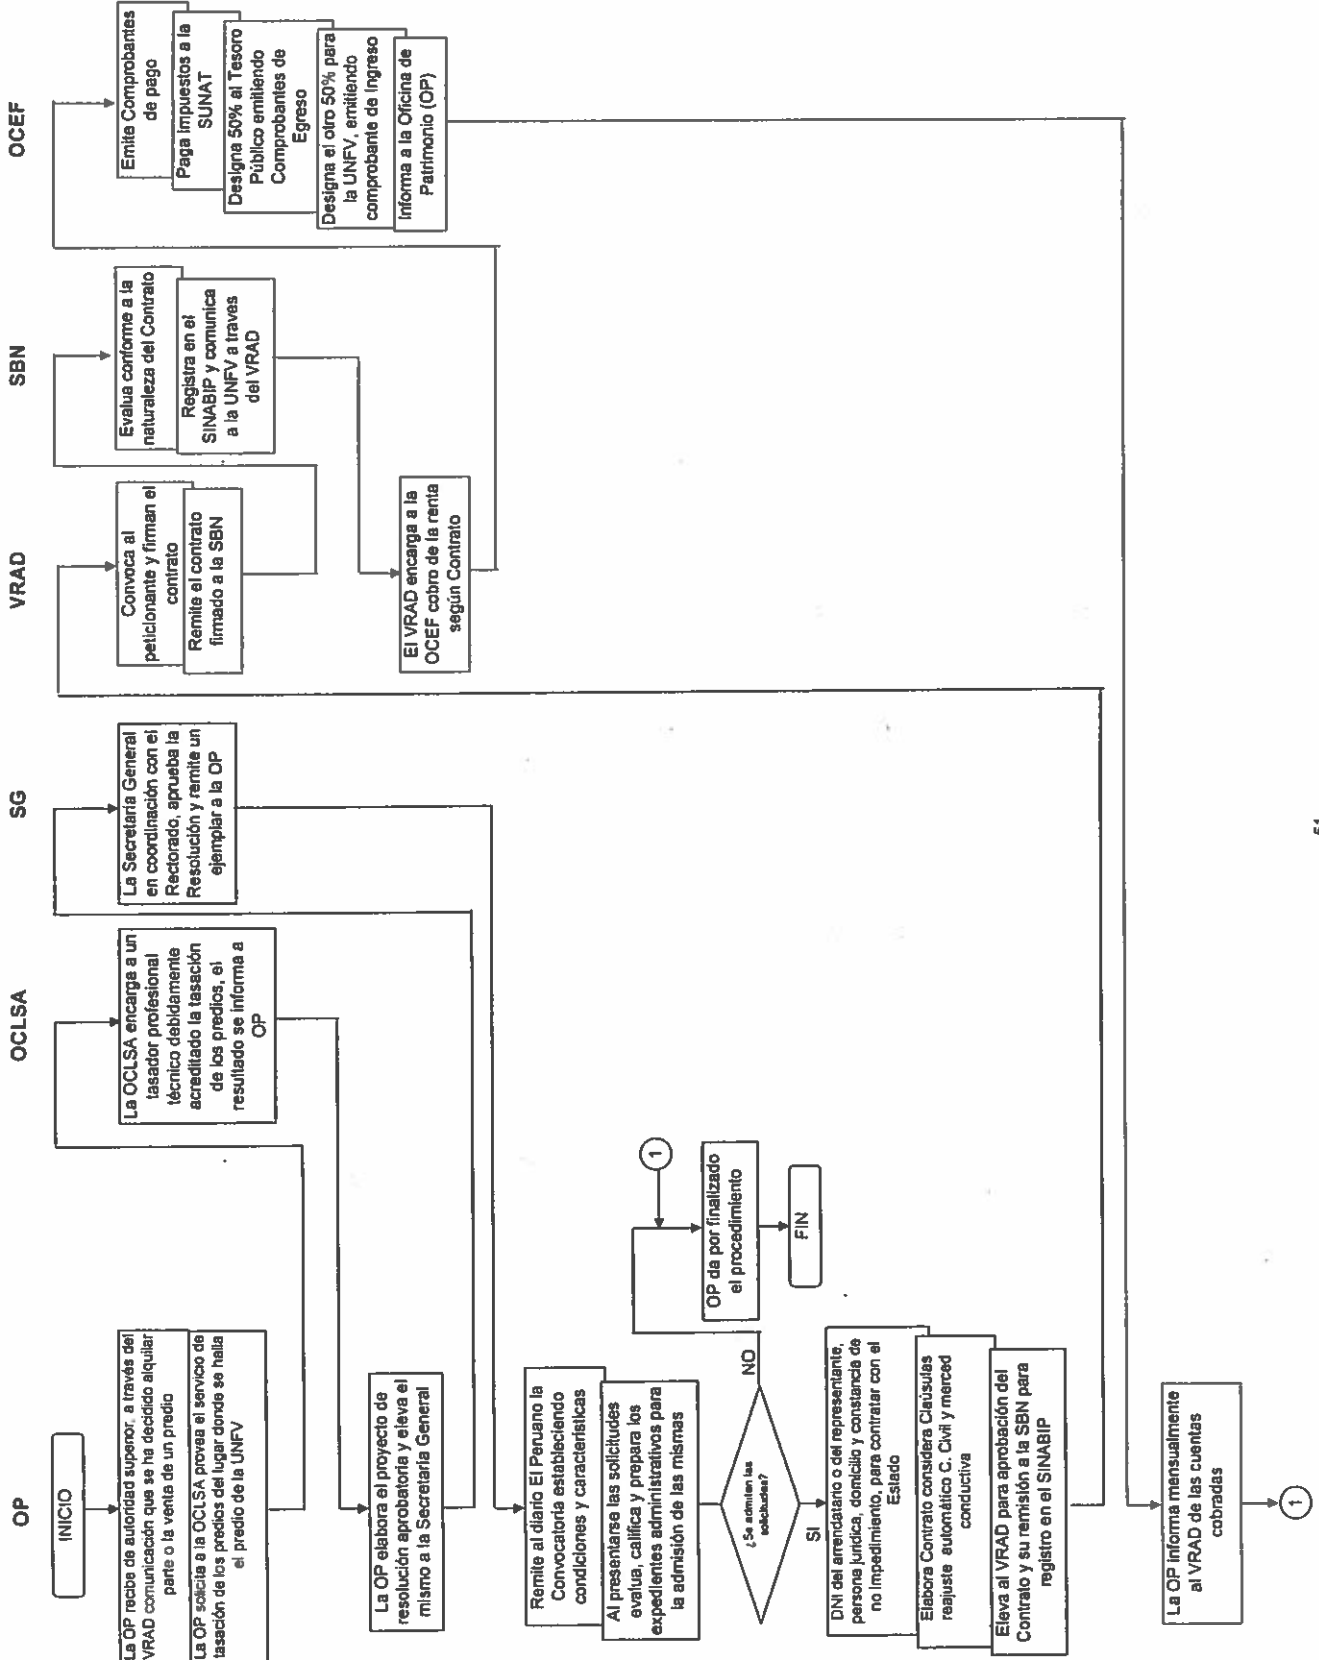 OP
OCLSA
SG
VRAD
SBN
OCEF
INICIO
La OP recibe de autoridad superior, a través del
VRAD comunicación que se ha decidido alquilar
parte o la venta de un predio
La OP solicita a la OCLSA provea el servicio de
tasación de los predios del lugar donde se halla
el predio de la UNFV
La OCLSA encarga a un
tasador profesional
técnico debidamente
acreditado la tasación
de los predios, el
resultado se informa a
OP
La OP elabora el proyecto de
resolución aprobatoria y eleva el
mismo a la Secretaria General
La Secretaria General
en coordinación con el
Rectorado, aprueba la
Resolución y remite un
ejemplar a la OP
Remite al diario El Peruano la
Convocatoria estableciendo
condiciones y características
Al presentarse las solicitudes
evalua, califica y prepara los
expedientes administrativos para
la admisión de las mismas
¿Se admiten las
solicitudes?
NO
1
OP da por finalizado
el procedimiento
FIN
SI
DNI del arrendatario o del representante,
persona jurídica, domicilio y constancia de
no Impedimiento, para contratar con el
Estado
Elabora Contrato considera Claúsulas
reajuste automático C. Civil y merced
conductiva
Eleva al VRAD para aprobación del
Contrato y su remisión a la SBN para
registro en el SINABIP
Convoca al
peticionante y firman el
contrato
Remite el contrato
firmado a la SBN
Evalua conforme a la
naturaleza del Contrato
Registra en el
SINABIP y comunica
a la UNFV a traves
del VRAD
El VRAD encarga a la
OCEF cobro de la renta
según Contrato
Emite Comprobantes
de pago
Paga impuestos a la
SUNAT
Designa 50% al Tesoro
Público emitiendo
Comprobantes de
Egreso
Designa el otro 50% para
la UNFV, emitiendo
comprobante de Ingreso
Informa a la Oficina de
Patrimonio (OP)
La OP informa mensualmente
al VRAD de las cuentas
cobradas
1
51